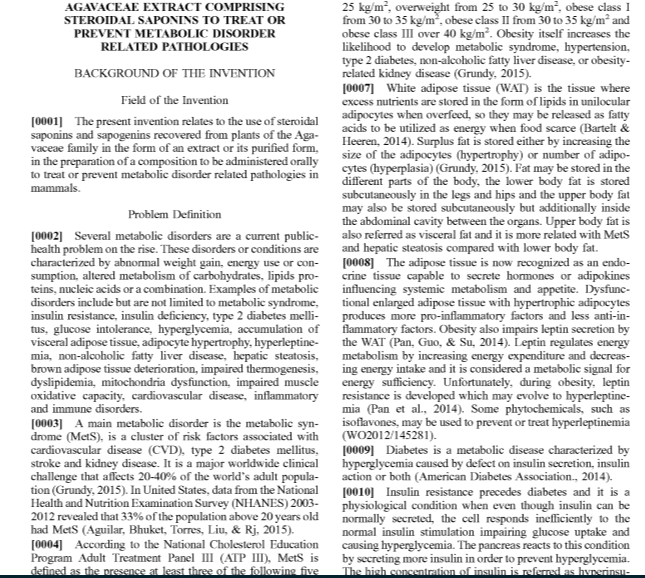 AGAVACEAE EXTRACT COMPRISING
STEROIDAL SAPONINS TO TREAT OR
PREVENT METABOLIC DISORDER
RELATED PATHOLOGIES
BACKGROUND OF THE INVENTION
Field of the Invention
[0001] The present invention relates to the use of steroidal
saponins and sapogenins recovered from plants of the Aga-
vaceae family in the form of an extract or its purified form,
in the preparation of a composition to be administered orally
to treat or prevent metabolic disorder related pathologies in
mammals.
Problem Definition
[0002] Several metabolic disorders are a current public-
health problem on the rise. These disorders or conditions are
characterized by abnormal weight gain, energy use or con-
sumption, altered metabolism of carbohydrates, lipids pro-
teins, nucleic acids or a combination. Examples of metabolic
disorders include but are not limited to metabolic syndrome,
insulin resistance, insulin deficiency, type 2 diabetes melli-
tus, glucose intolerance, hyperglycemia, accumulation of
visceral adipose tissue, adipocyte hypertrophy, hyperleptine-
mia, non-alcoholic fatty liver disease, hepatic steatosis,
brown adipose tissue deterioration, impaired thermogenesis,
dyslipidemia, mitochondria dysfunction, impaired muscle
oxidative capacity, cardiovascular disease, inflammatory
and immune disorders.
[0003] A main metabolic disorder is the metabolic syn-
drome (MetS), is a cluster of risk factors associated with
cardiovascular disease (CVD), type 2 diabetes mellitus,
stroke and kidney disease. It is a major worldwide clinical
challenge that affects 20-40% of the world's adult popula-
tion (Grundy, 2015). In United States, data from the National
Health and Nutrition Examination Survey (NHANES) 2003-
2012 revealed that 33% of the population above 20 years old
had MetS (Aguilar, Bhuket, Torres, Liu, & Rj, 2015).
[0004] According to the National Cholesterol Education
Program Adult Treatment Panel III (ATP III), MetS is
defined as the presence at least three of the following five
25 kg/m², overweight from 25 to 30 kg/m², obese class I
from 30 to 35 kg/m², obese class II from 30 to 35 kg/m² and
obese class III over 40 kg/m². Obesity itself increases the
likelihood to develop metabolic syndrome, hypertension,
type 2 diabetes, non-alcoholic fatty liver disease, or obesity-
related kidney disease (Grundy, 2015).
[0007] White adipose tissue (WAT) is the tissue where
excess nutrients are stored in the form of lipids in unilocular
adipocytes when overfeed, so they may be released as fatty
acids to be utilized as energy when food scarce (Bartelt &
Heeren, 2014). Surplus fat is stored either by increasing the
size of the adipocytes (hypertrophy) or number of adipo-
cytes (hyperplasia) (Grundy, 2015). Fat may be stored in the
different parts of the body, the lower body fat is stored
subcutaneously in the legs and hips and the upper body fat
may also be stored subcutaneously but additionally inside
the abdominal cavity between the organs. Upper body fat is
also referred as visceral fat and it is more related with MetS
and hepatic steatosis compared with lower body fat.
[0008] The adipose tissue is now recognized as an endo-
crine tissue capable to secrete hormones or adipokines
influencing systemic metabolism and appetite. Dysfunc-
tional enlarged adipose tissue with hypertrophic adipocytes
produces more pro-inflammatory factors and less anti-in-
flammatory factors. Obesity also impairs leptin secretion by
the WAT (Pan, Guo, & Su, 2014). Leptin regulates energy
metabolism by increasing energy expenditure and decreas-
ing energy intake and it is considered a metabolic signal for
energy sufficiency. Unfortunately, during obesity, leptin
resistance is developed which may evolve to hyperleptine-
mia (Pan et al., 2014). Some phytochemicals, such as
isoflavones, may be used to prevent or treat hyperleptinemia
(WO2012/145281).
[0009] Diabetes is a metabolic disease characterized by
hyperglycemia caused by defect on insulin secretion, insulin
action or both (American Diabetes Association., 2014).
[0010] Insulin resistance precedes diabetes and it is a
physiological condition when even though insulin can be
normally secreted, the cell responds inefficiently to the
normal insulin stimulation impairing glucose uptake and
causing hyperglycemia. The pancreas reacts to this condition
by secreting more insulin in order to prevent hyperglycemia.
The high concentration of insulin is referred as hyperinsu-